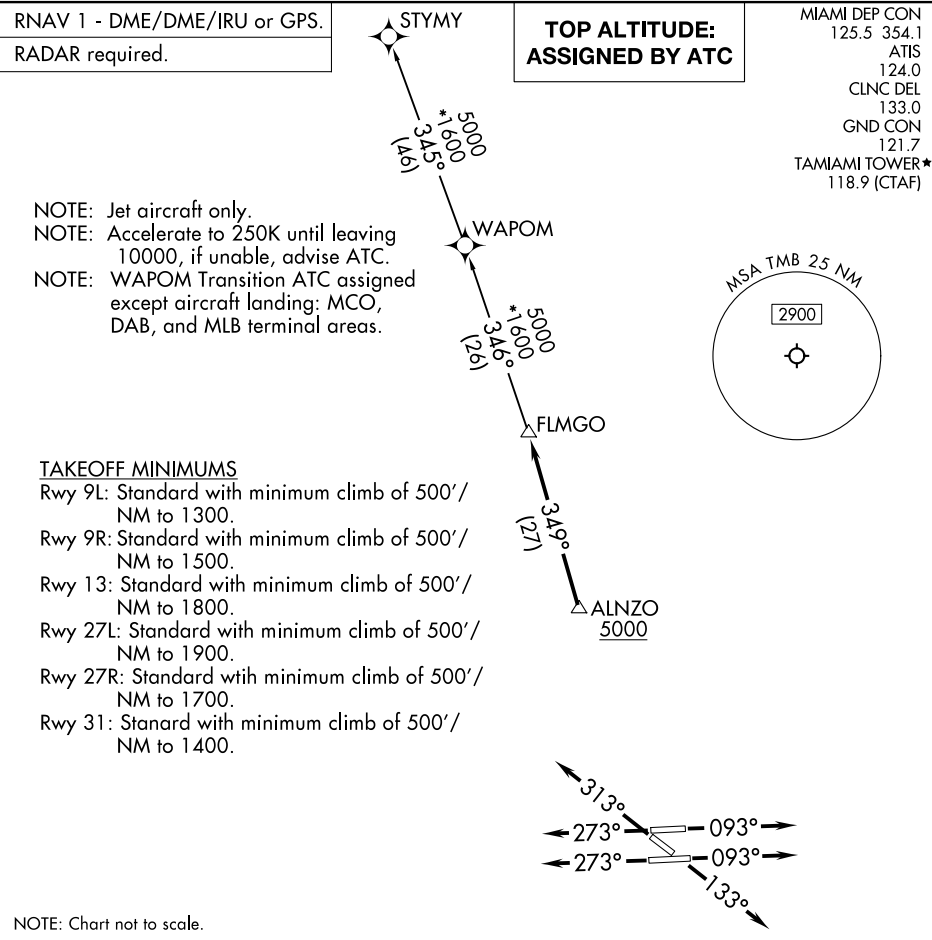 RNAV 1 - DME/DME/IRU or GPS.
RADAR required.
STYMY
TOP ALTITUDE:
ASSIGNED BY ATC
MIAMI DEP CON
125.5 354.1
ATIS
124.0
CLNC DEL
133.0
GND CON
121.7
TAMIAMI TOWER★
118.9 (CTAF)
5000
*1600
345°
(46)
NOTE: Jet aircraft only.
NOTE: Accelerate to 250K until leaving
10000, if unable, advise ATC.
NOTE: WAPOM Transition ATC assigned
except aircraft landing: MCO,
DAB, and MLB terminal areas.
WAPOM
MSA TMB 25 NM
2900
5000
*1600
346°
(26)
FLMGO
349°
(27)
ALNZO
5000
TAKEOFF MINIMUMS
Rwy 9L: Standard with minimum climb of 500'/
NM to 1300.
Rwy 9R: Standard with minimum climb of 500'/
NM to 1500.
Rwy 13: Standard with minimum climb of 500'/
NM to 1800.
Rwy 27L: Standard with minimum climb of 500'/
NM to 1900.
Rwy 27R: Standard wtih minimum climb of 500'/
NM to 1700.
Rwy 31: Stanard with minimum climb of 500'/
NM to 1400.
313°
273° 093°
273° 093°
133°
NOTE: Chart not to scale.